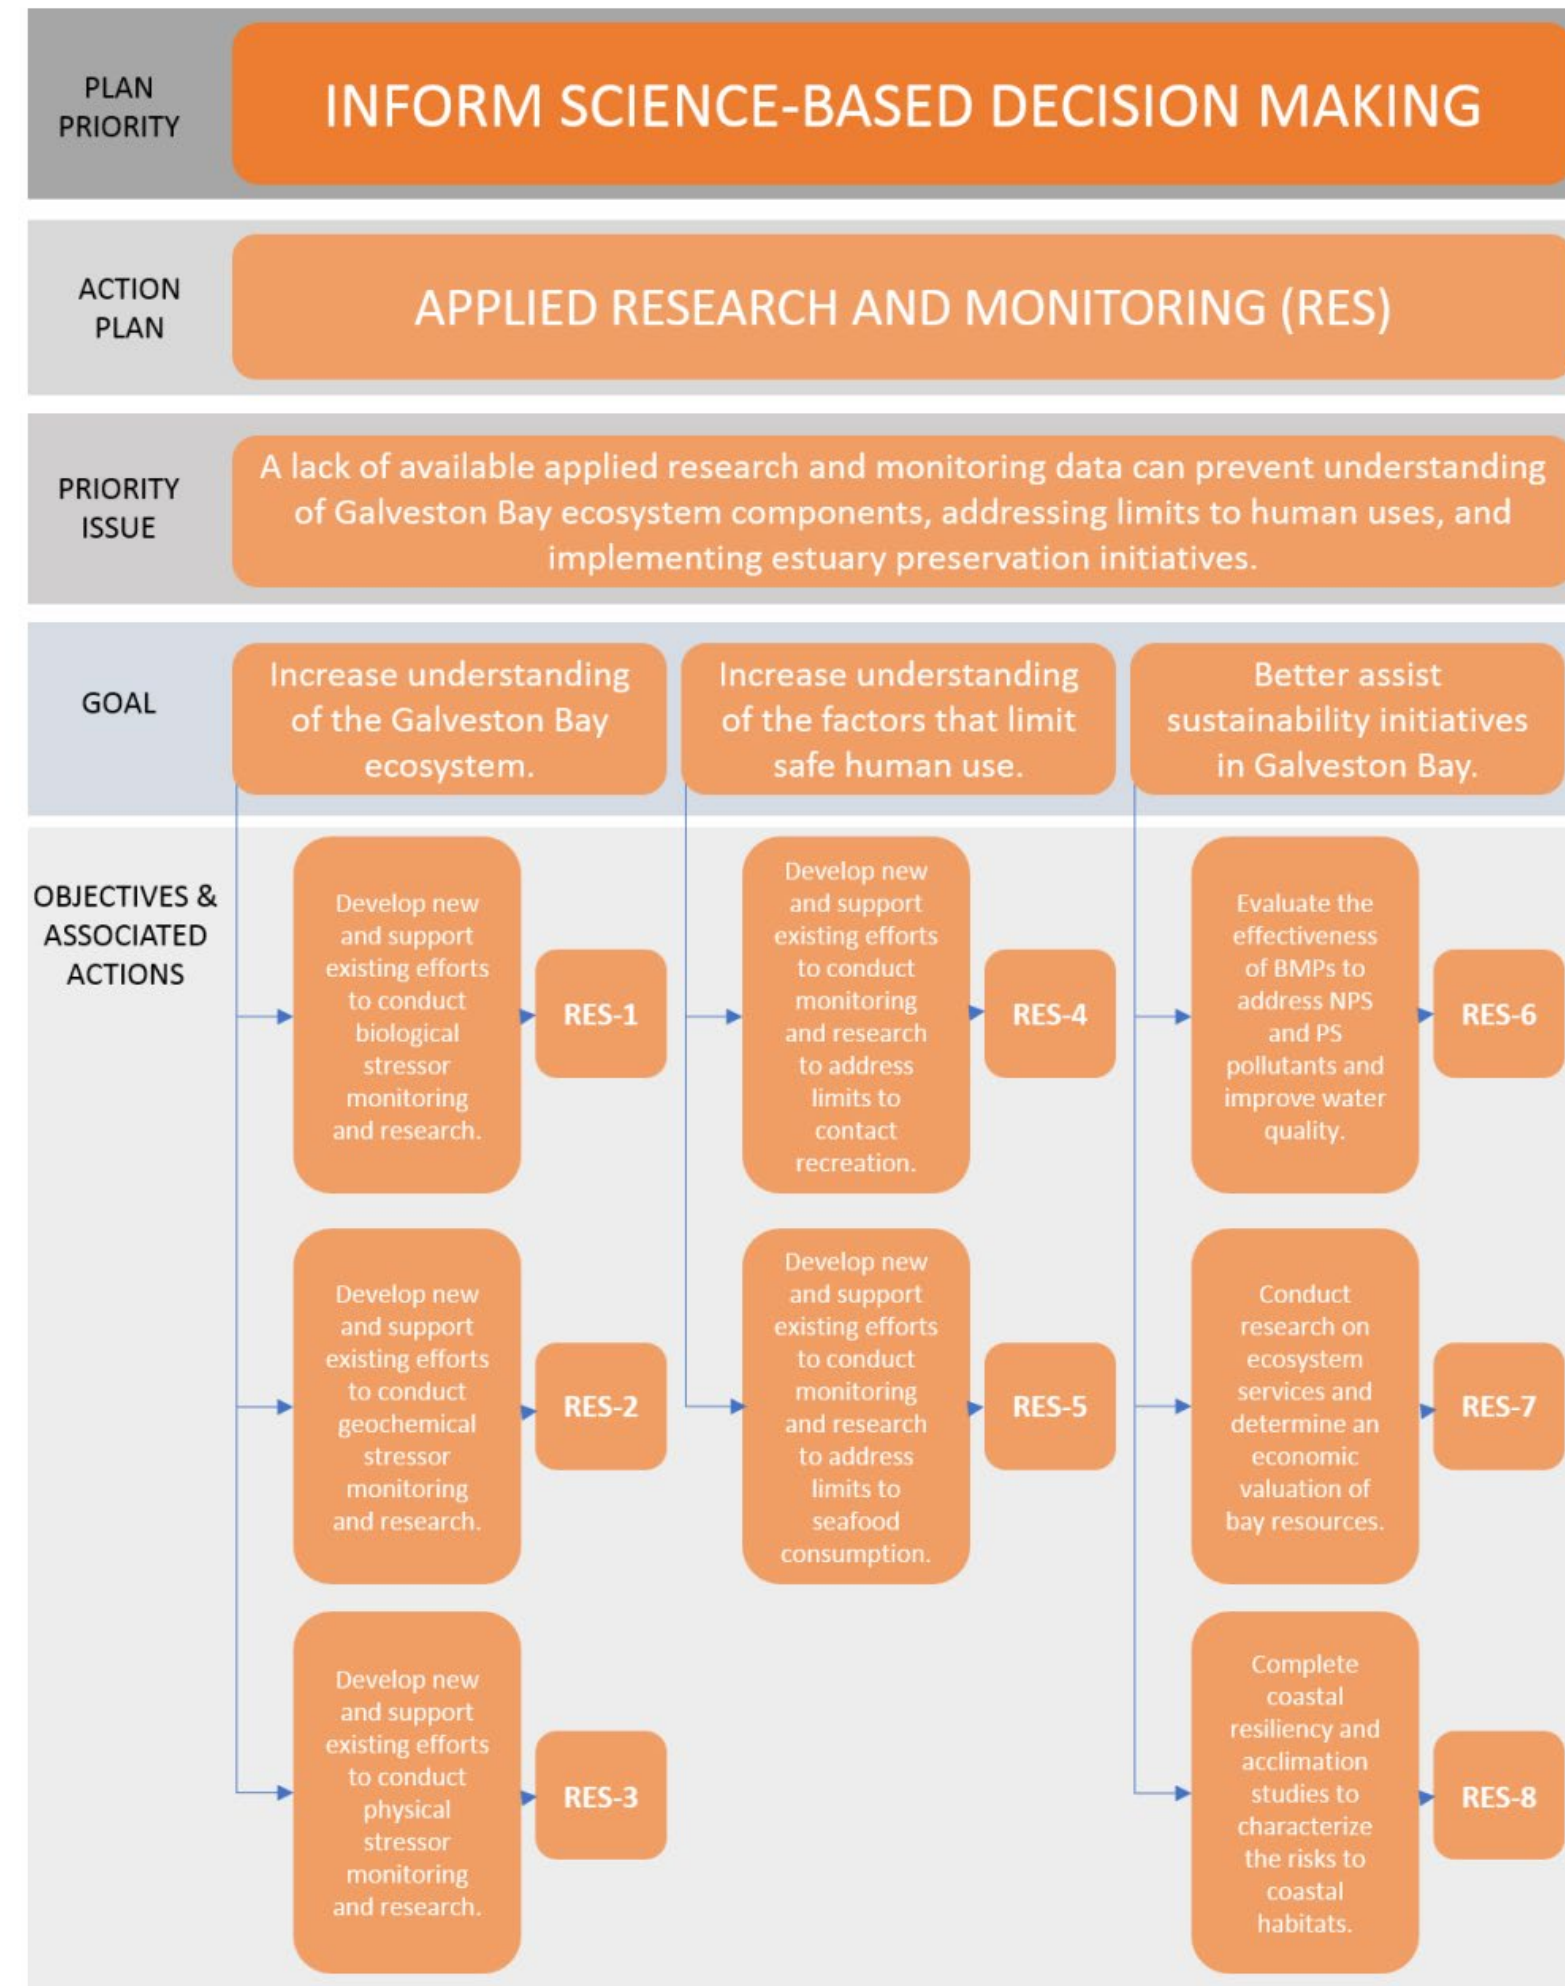 PLAN
PRIORITY
INFORM SCIENCE-BASED DECISION MAKING
ACTION
PLAN
APPLIED RESEARCH AND MONITORING (RES)
PRIORITY
ISSUE
A lack of available applied research and monitoring data can prevent understanding
of Galveston Bay ecosystem components, addressing limits to human uses, and
implementing estuary preservation initiatives.
GOAL
Increase understanding
of the Galveston Bay
ecosystem.
Increase understanding
of the factors that limit
safe human use.
Better assist
sustainability initiatives
in Galveston Bay.
OBJECTIVES &
ASSOCIATED
ACTIONS
Develop new
and support
existing efforts
to conduct
biological
stressor
monitoring
and research.
RES-1
Develop new
and support
existing efforts
to conduct
monitoring
and research
to address
limits to
contact
recreation.
RES-4
Evaluate the
effectiveness
of BMPs to
address NPS
and PS
pollutants and
improve water
quality.
RES-6
Develop new
and support
existing efforts
to conduct
geochemical
stressor
monitoring
and research.
RES-2
Develop new
and support
existing efforts
to conduct
monitoring
and research
to address
limits to
seafood
consumption.
RES-5
Conduct
research on
ecosystem
services and
determine an
economic
valuation of
bay resources.
RES-7
Develop new
and support
existing efforts
to conduct
physical
stressor
monitoring
and research.
RES-3
Complete
coastal
resiliency and
acclimation
studies to
characterize
the risks to
coastal
habitats.
RES-8